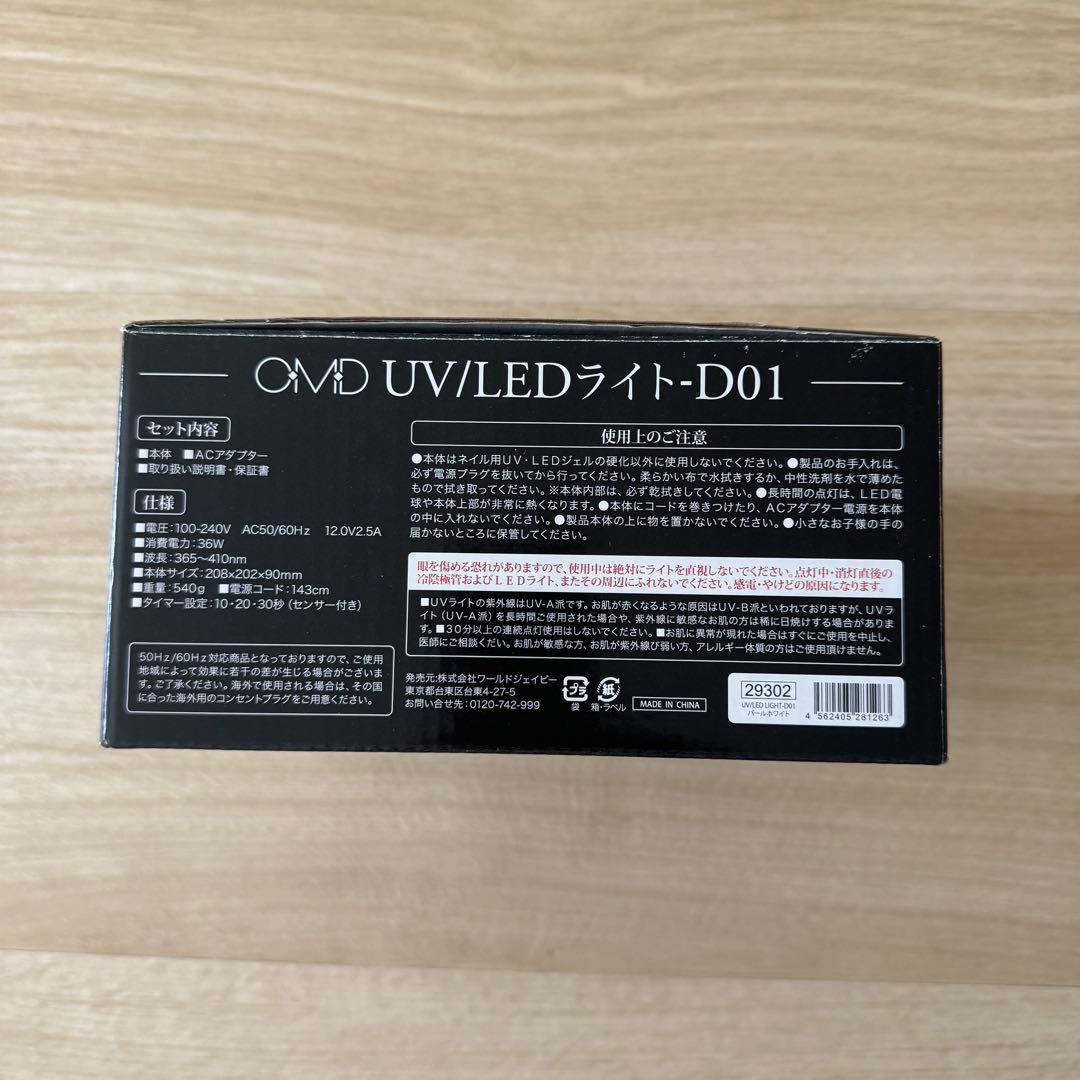 OMD UV/LEDライト-D01
セット内容
■本体 ■ACアダプター
■取り扱い説明書・保証書
仕様
■電圧:100-240V AC50/60Hz 12.0V2.5A
■消費電力:36W
■波長:365〜410nm
■本体サイズ:208×202×90mm
■重量:540g ■電源コード:143cm
■タイマー設定:10・20・30秒(センサー付き)
50Hz/60Hz対応商品となっておりますので、ご使用
地域によって効果に若干の差が生じる場合がございま
す。ご了承ください。海外で使用される場合は、その国
に合った海外用のコンセントプラグをご用意ください。
使用上のご注意
●本体はネイル用UV・LEDジェルの硬化以外に使用しないでください。●製品のお手入れは、
必ず電源プラグを抜いてから行ってください。柔らかい布で水拭きするか、中性洗剤を水で薄めた
もので拭き取ってください。※本体内部は、必ず乾拭きしてください。●長時間の点灯は、LED電
球や本体上部が非常に熱くなります。●本体にコードを巻きつけたり、ACアダプター電源を本体
の中に入れないでください。●製品本体の上に物を置かないでください。●小さなお子様の手の
届かないところに保管してください。
眼を傷める恐れがありますので、使用中は絶対にライトを直視しないでください。点灯中・消灯直後の
冷陰極管およびLEDライト、またその周辺にふれないでください。感電・やけどの原因になります。
■UVライトの紫外線はUV-A派です。お肌が赤くなるような原因はUV-B派といわれておりますが、UVラ
イト(UV-A派)を長時間ご使用された場合や、紫外線に敏感なお肌の方は稀に日焼けする場合がありま
す。■30分以上の連続点灯使用はしないでください。■お肌に異常が現れた場合はすぐにご使用を中止し、
医師にご相談くだい。お肌が敏感な方、お肌が紫外線び弱い方、アレルギー体質の方はご使用頂けません。
発売元:株式会社ワールドジェイビー
東京都台東区台東4-27-5
お問い合せ先:0120-742-999
プラ 紙
袋 箱・ラベル
MADE IN CHINA
29302
UV/LED LIGHT-D01
パールホワイト
4 562405 281263